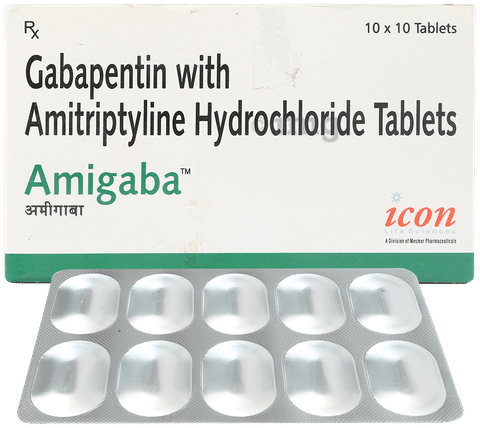 Rx
10 x 10 Tablets
Gabapentin with
Amitriptyline Hydrochloride Tablets
Amigaba™
अमीगाबा
icon
Life Sciences
A Division of Mesmer Pharmaceuticals